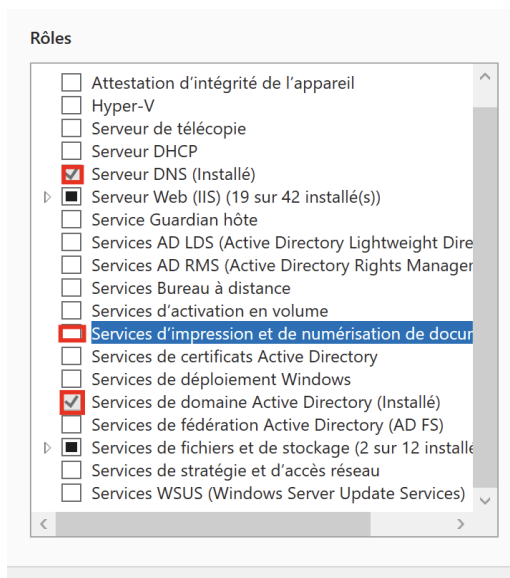 Rôles
Attestation d'intégrité de l'appareil
Hyper-V
Serveur de télécopie
Serveur DHCP
Serveur DNS (Installé)
Serveur Web (IIS) (19 sur 42 installé(s))
Service Guardian hôte
Services AD LDS (Active Directory Lightweight Dire
Services AD RMS (Active Directory Rights Manager
Services Bureau à distance
Services d'activation en volume
Services d'impression et de numérisation de docur
Services de certificats Active Directory
Services de déploiement Windows
Services de domaine Active Directory (Installé)
Services de fédération Active Directory (AD FS)
Services de fichiers et de stockage (2 sur 12 installé
Services de stratégie et d'accès réseau
Services WSUS (Windows Server Update Services)